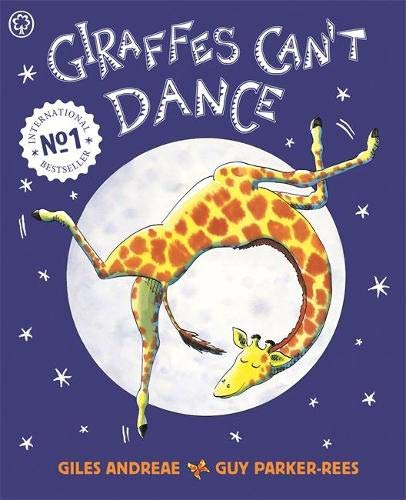 GIRAFFES CAN'T
DANCE
INTERNATIONAL
No1
BESTSELLER
GILES ANDREAE
GUY PARKER-REES